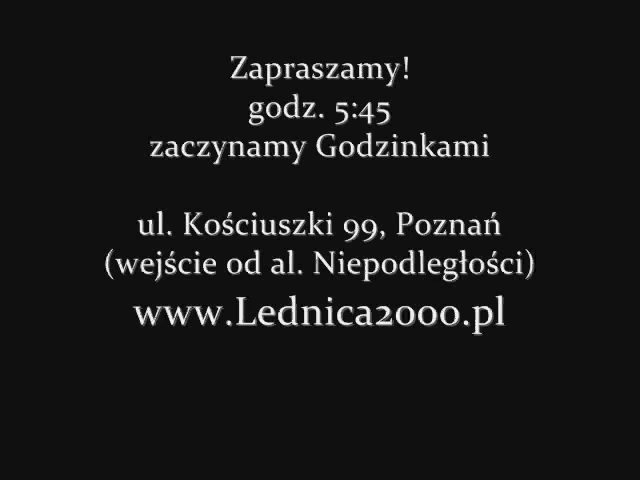 Zapraszamy!
godz. 5:45
zaczynamy Godzinkami
ul. Kościuszki 99, Poznań
(wejście od al. Niepodległości)
www.Lednica2000.pl